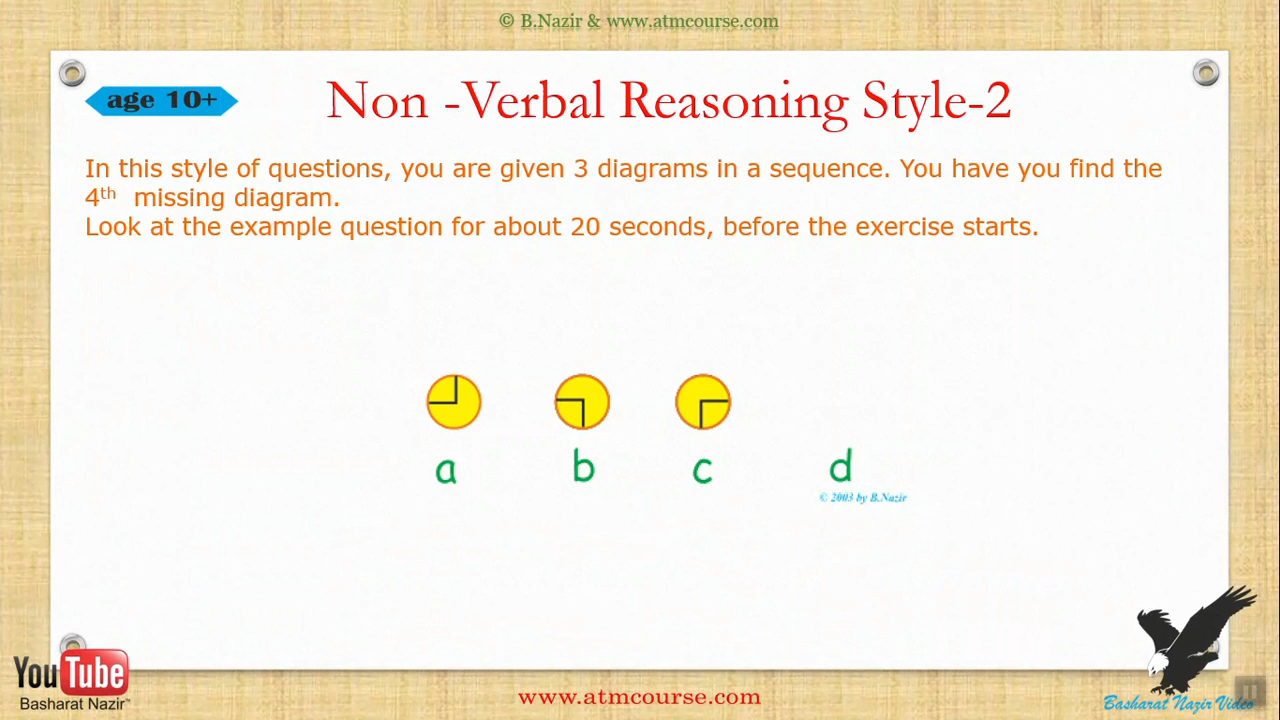 © B.Nazir & www.atmcourse.com
age 10+
Non -Verbal Reasoning Style-2
In this style of questions, you are given 3 diagrams in a sequence. You have you find the
4th missing diagram.
Look at the example question for about 20 seconds, before the exercise starts.
a b c d
© 2003 by B.Nazir
YouTube
Basharat Nazir™
www.atmcourse.com
Basharat Nazir Video